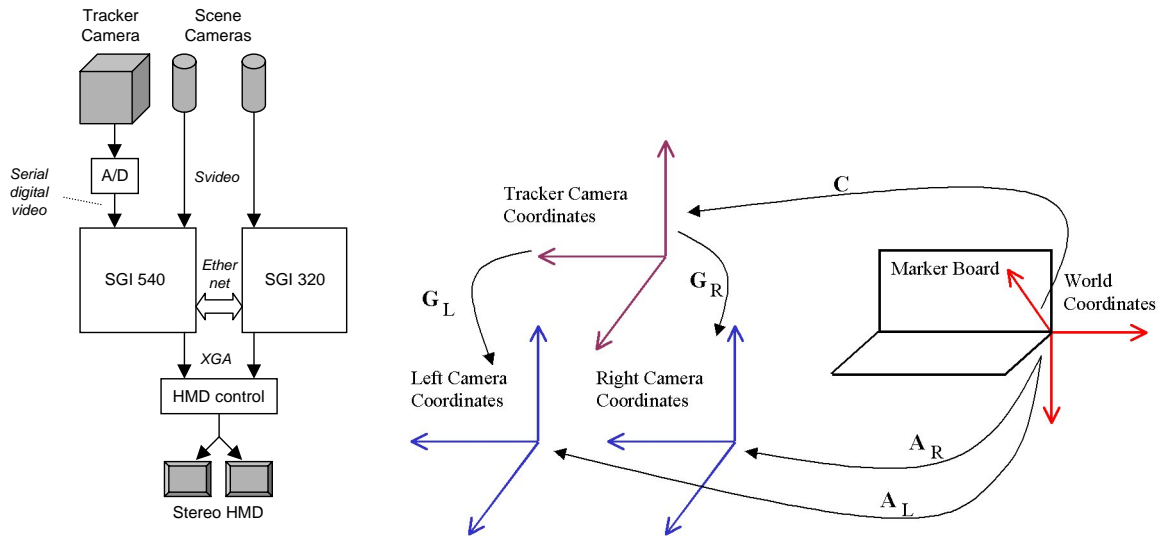 Tracker
Camera
Scene
Cameras
A/D
Serial
digital
video
Svideo
SGI 540
Ether
net
SGI 320
XGA
HMD control
Stereo HMD
Tracker Camera
Coordinates
C
G L
G R
Marker Board
World
Coordinates
Left Camera
Coordinates
Right Camera
Coordinates
A R
A L